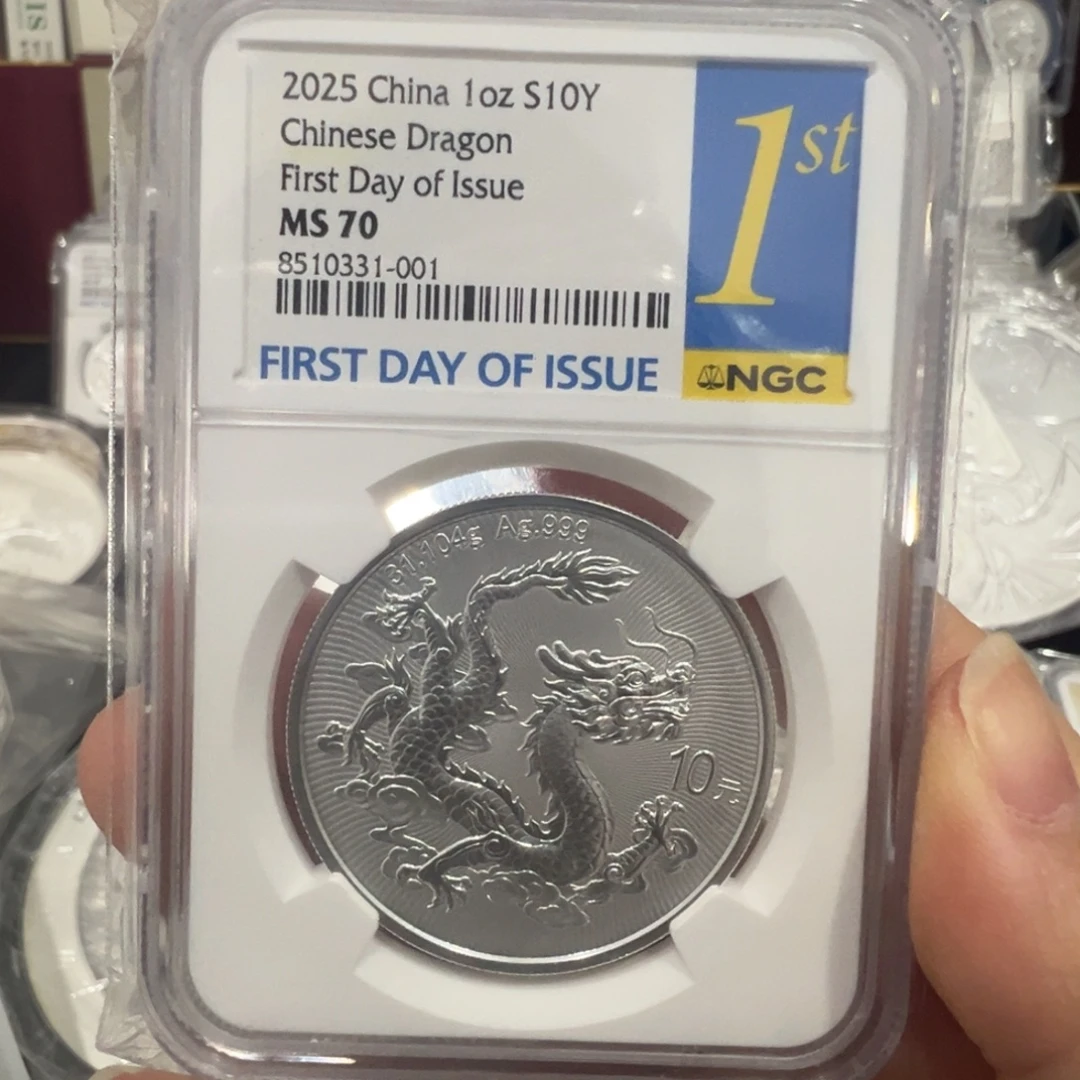 2025 China 1oz S10Y
Chinese Dragon
First Day of Issue
MS 70
8510331-001
FIRST DAY OF ISSUE
1st
NGC
31.104g Ag.999
10元